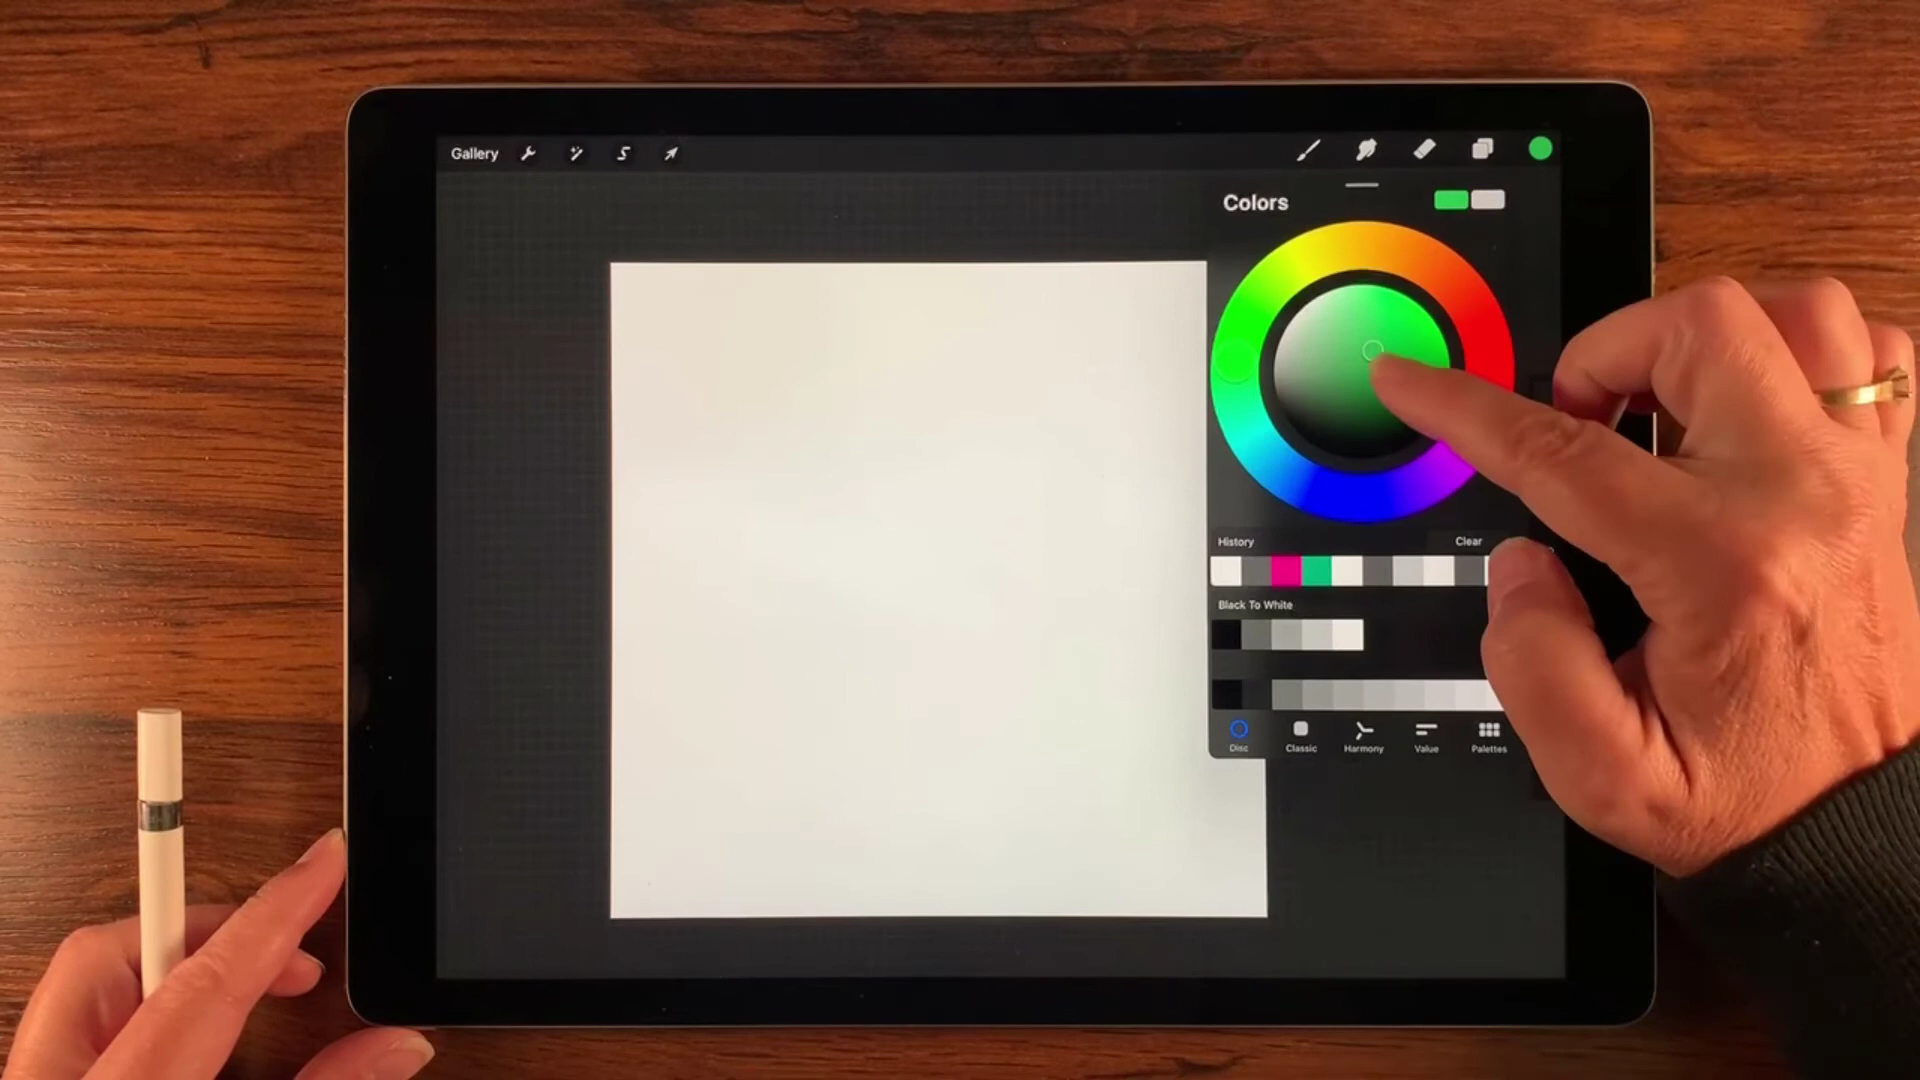 Gallery
Colors
History Clear
Black To White
Disc Classic Harmony Value Palettes